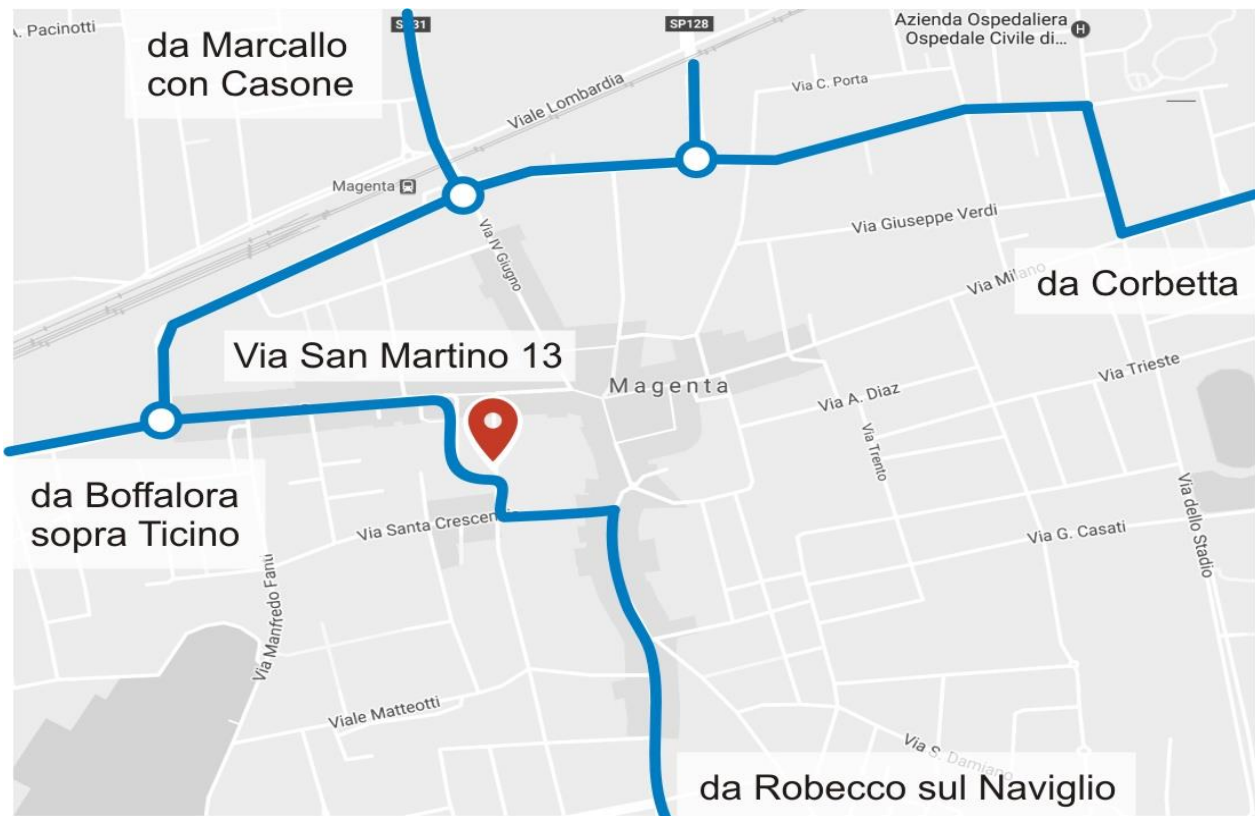 A. Pacinotti
da Marcallo
con Casone
SP31
SP128
Azienda Ospedaliera
Ospedale Civile di...
H
Viale Lombardia
Via C. Porta
Magenta
Via IV Giugno
Via Giuseppe Verdi
Via Milano
da Corbetta
Via San Martino 13
Magenta
Via A. Diaz
Via Trieste
Via Trento
da Boffalora
sopra Ticino
Via Santa Crescenzia
Via G. Casati
Via dello Stadio
Via Manfredo Fanti
Viale Matteotti
Via S. Damiano
da Robecco sul Naviglio